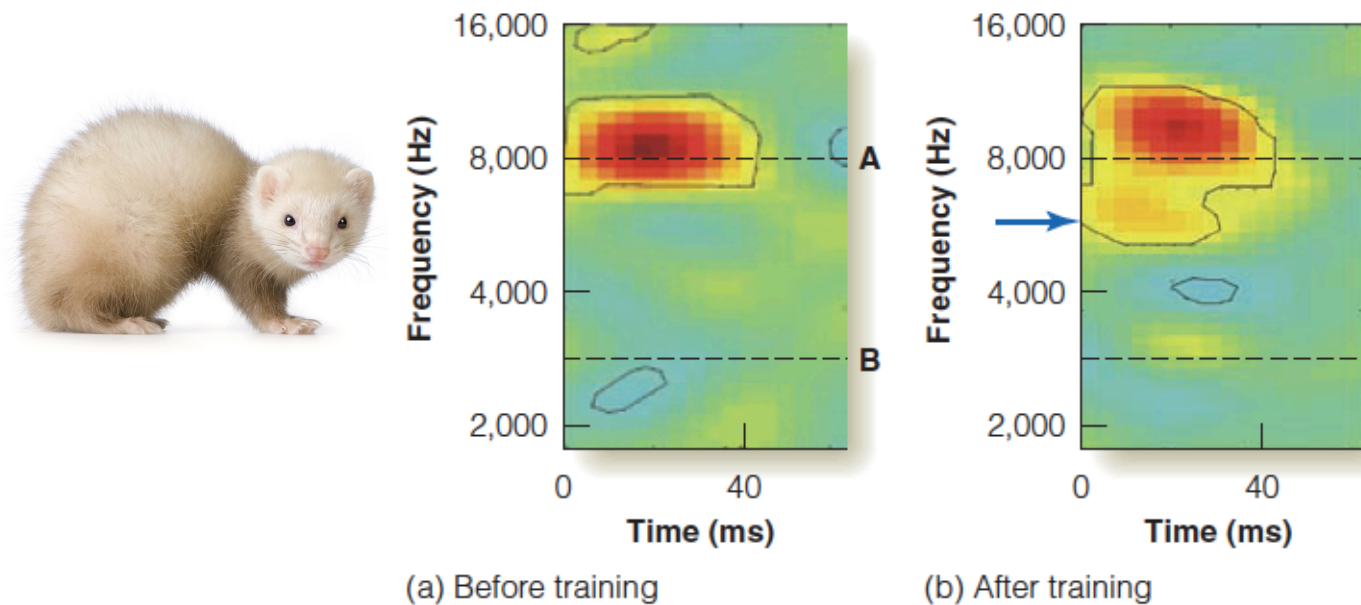 Frequency (Hz)
16,000
8,000
4,000
2,000
A
B
0 40
Time (ms)
(a) Before training
Frequency (Hz)
16,000
8,000
4,000
2,000
0 40
Time (ms)
(b) After training